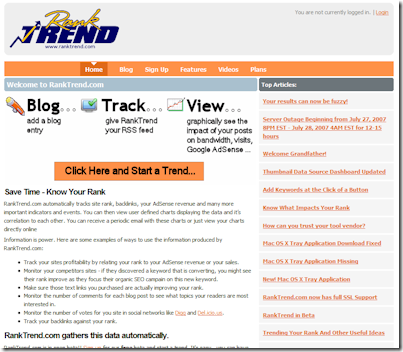 You are not currently logged in. | Login
Rank
TREND
www.ranktrend.com
Home Blog Sign Up Features Videos Plans
Welcome to RankTrend.com
Blog...
add a blog
entry
Track...
give RankTrend
your RSS feed
View...
graphically see the
impact of your posts
on bandwidth, visits,
Google AdSense ...
Click Here and Start a Trend...
Save Time - Know Your Rank
RankTrend.com automatically tracks site rank, backlinks, your AdSense revenue and many more
important indicators and events. You can then view user defined charts displaying the data and it's
correlation to each other. You can receive a periodic email with these charts or just view your charts
directly online
Information is power. Here are some examples of ways to use the information produced by
RankTrend.com:
Track your sites profitability by relating your rank to your AdSense revenue or your sales.
Monitor your competitors sites - if they discovered a keyword that is converting, you might see
their rank improve as they focus their organic SEO campaign on this new keyword.
Make sure those text links you purchased are actually improving your rank.
Monitor the number of comments for each blog post to see what topics your readers are most
interested in.
Monitor the number of votes for you site in social networks like Digg and Del.icio.us.
Track your backlinks against your rank.
RankTrend.com gathers this data automatically.
Top Articles:
Your results can now be fuzzy!
Server Outage Beginning from July 27, 2007
8PM EST - July 28, 2007 4AM EST for 12-15
hours
Welcome Grandfather!
Thumbnail Data Source Dashboard Updated
Add Keywords at the Click of a Button
Know What Impacts Your Rank
How can you trust your tool vendor?
Mac OS X Tray Application Download Fixed
Mac OS X Tray Application Missing
New! Mac OS X Tray Application
RankTrend.com now has full SSL Support
RankTrend in Beta
Trending Your Rank And Other Useful Ideas